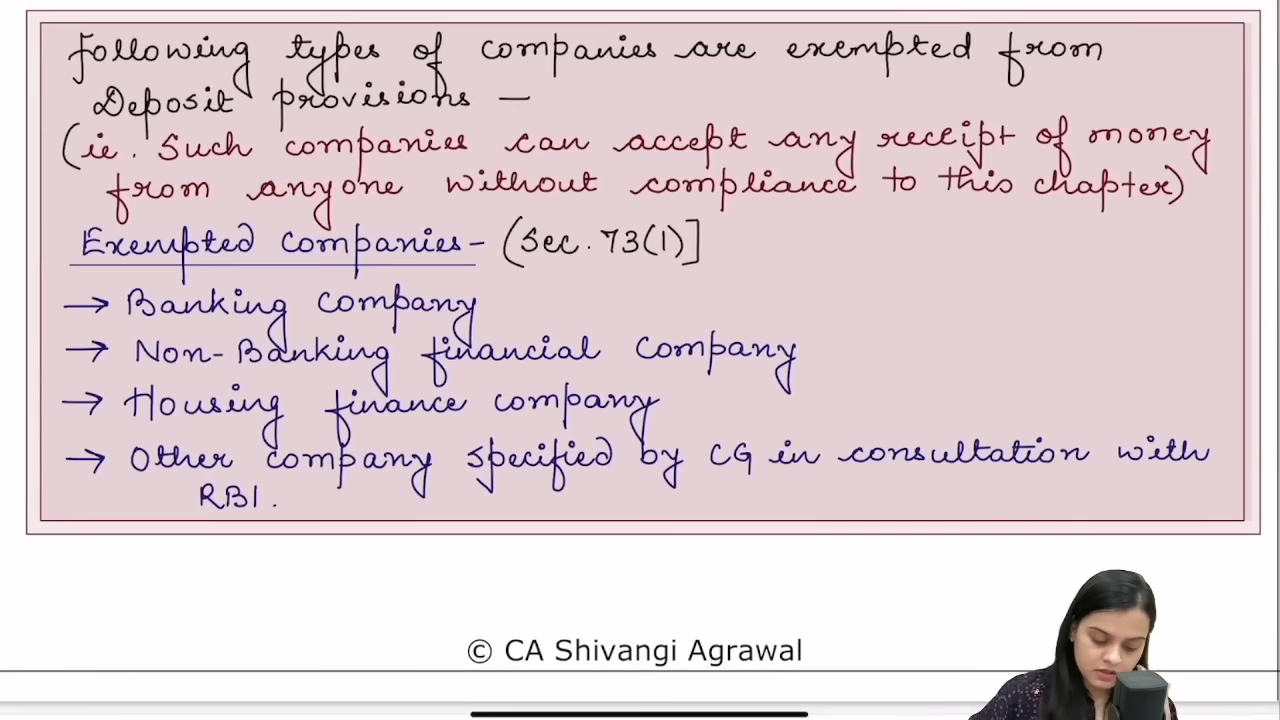 Following types of companies are exempted from
Deposit provisions —
(ie. Such companies can accept any receipt of money
from anyone without compliance to this chapter)
Exempted companies - (Sec. 73(1)]
→ Banking company
→ Non-Banking financial company
→ Housing finance company
→ Other company specified by CG in consultation with
RBI.
© CA Shivangi Agrawal